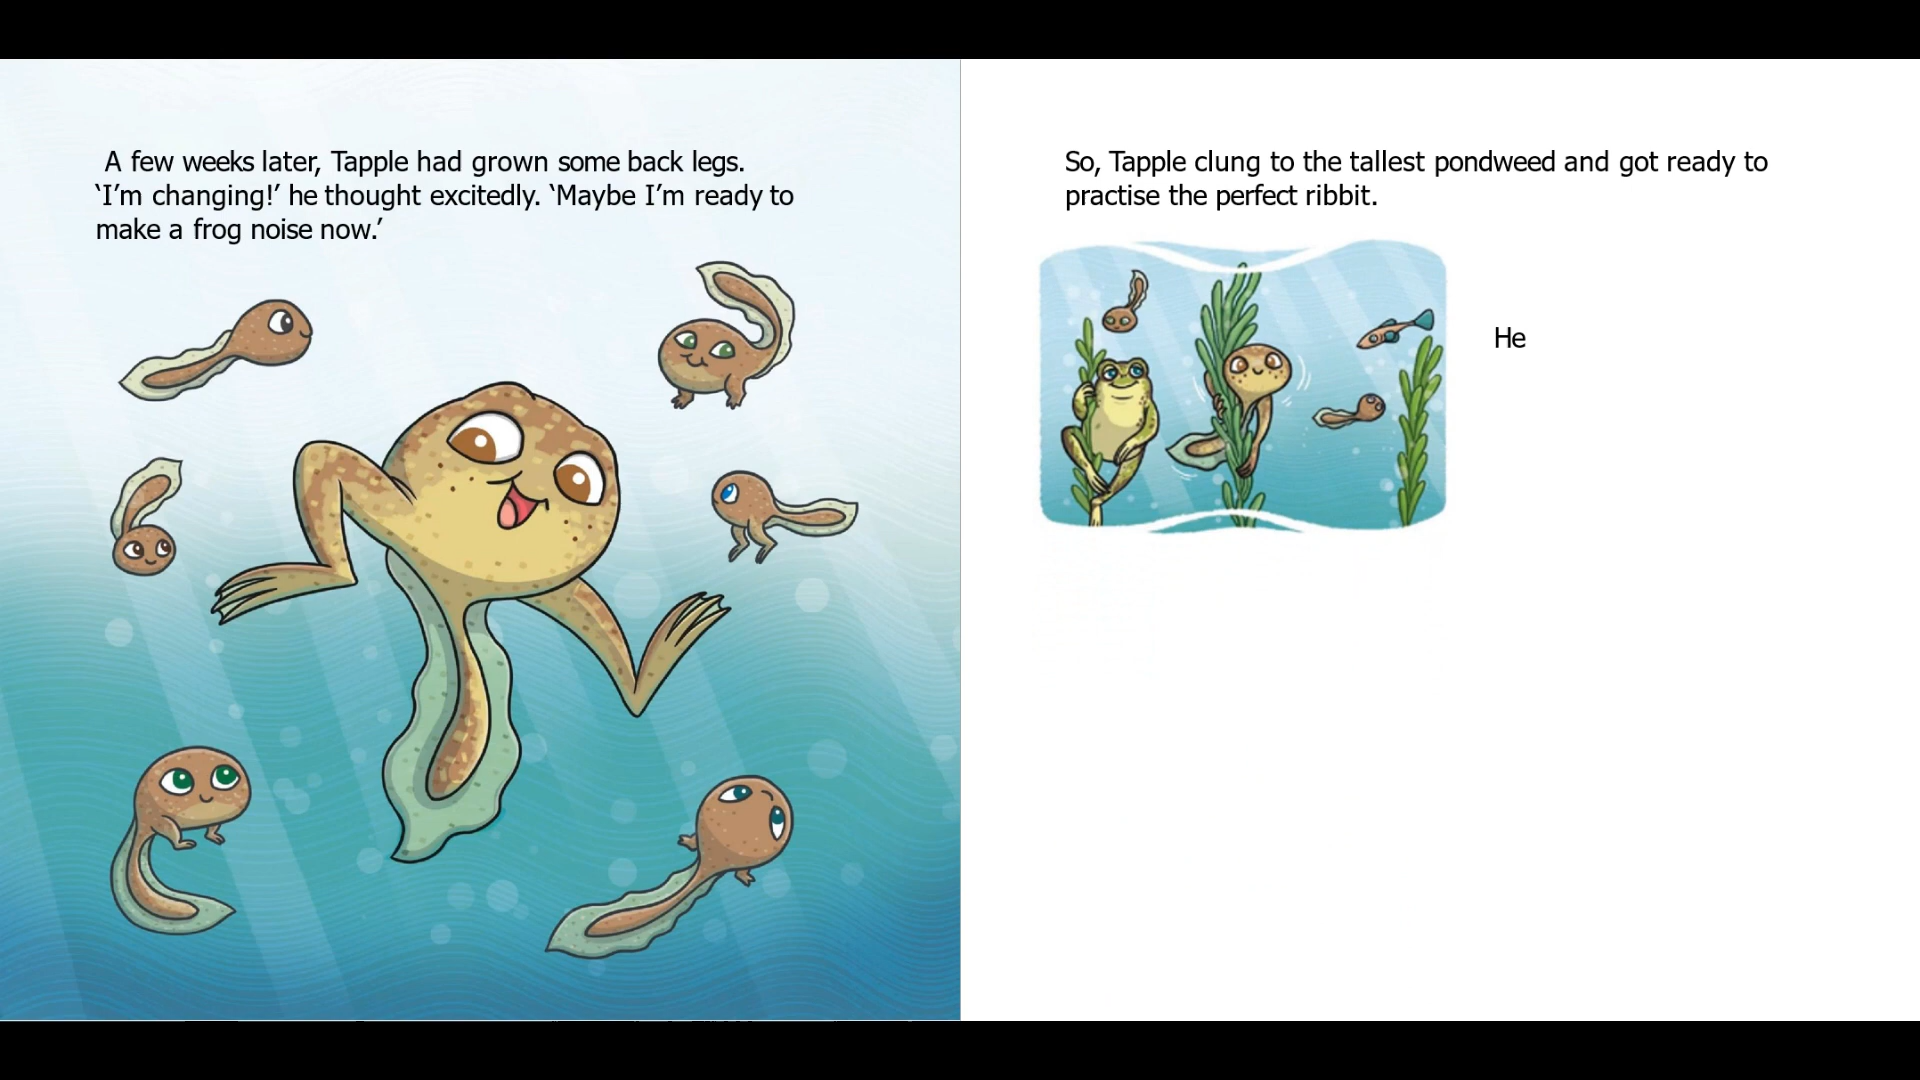 A few weeks later, Tapple had grown some back legs.
‘I’m changing!’ he thought excitedly. ‘Maybe I’m ready to
make a frog noise now.’
So, Tapple clung to the tallest pondweed and got ready to
practise the perfect ribbit.
He